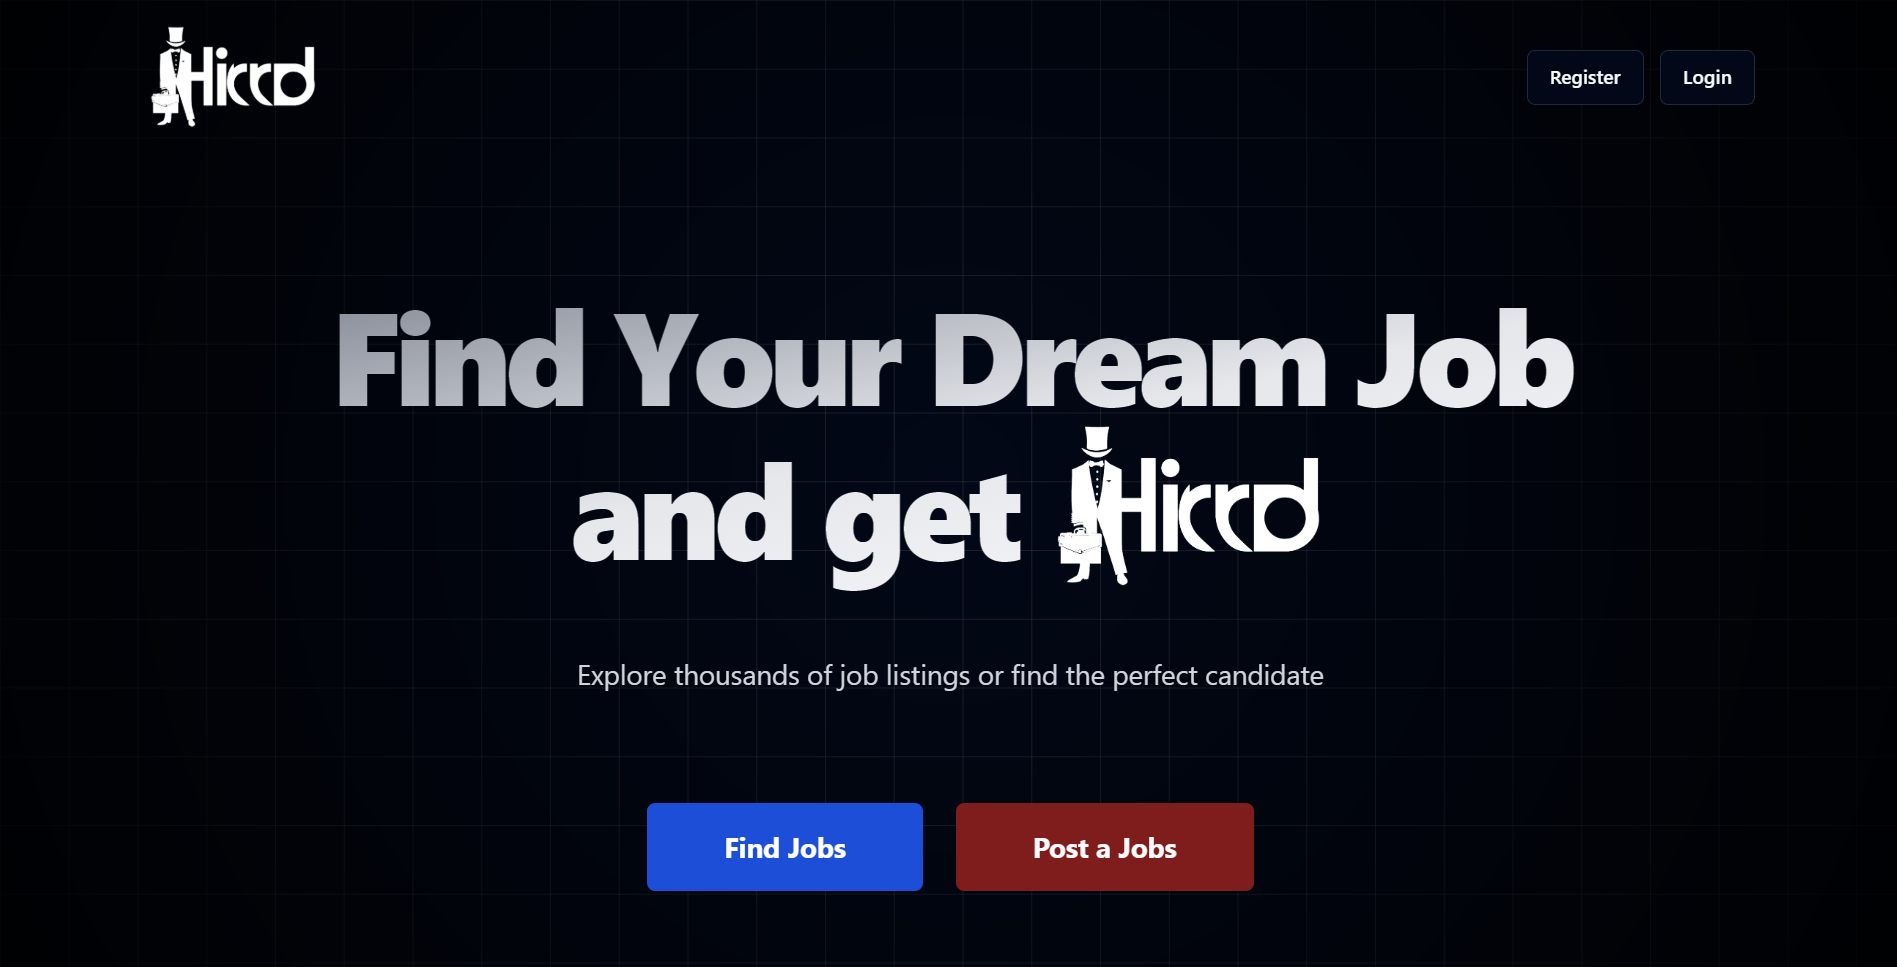 Hirrd
Register
Login
Find Your Dream Job
and get Hirrd
Explore thousands of job listings or find the perfect candidate
Find Jobs
Post a Jobs